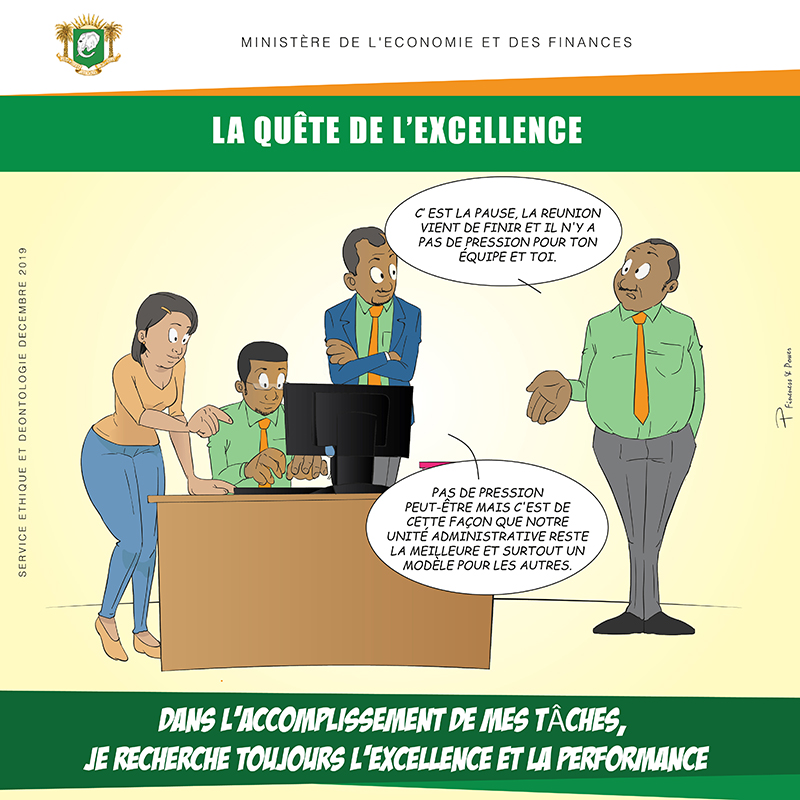 MINISTÈRE DE L'ECONOMIE ET DES FINANCES
LA QUÊTE DE L'EXCELLENCE
C' EST LA PAUSE, LA REUNION
VIENT DE FINIR ET IL N'Y A
PAS DE PRESSION POUR TON
ÉQUIPE ET TOI.
PAS DE PRESSION
PEUT-ÊTRE MAIS C'EST DE
CETTE FAÇON QUE NOTRE
UNITÉ ADMINISTRATIVE RESTE
LA MEILLEURE ET SURTOUT UN
MODÈLE POUR LES AUTRES.
SERVICE ETHIQUE ET DEONTOLOGIE DECEMBRE 2019
DANS L'ACCOMPLISSEMENT DE MES TÂCHES,
JE RECHERCHE TOUJOURS L'EXCELLENCE ET LA PERFORMANCE